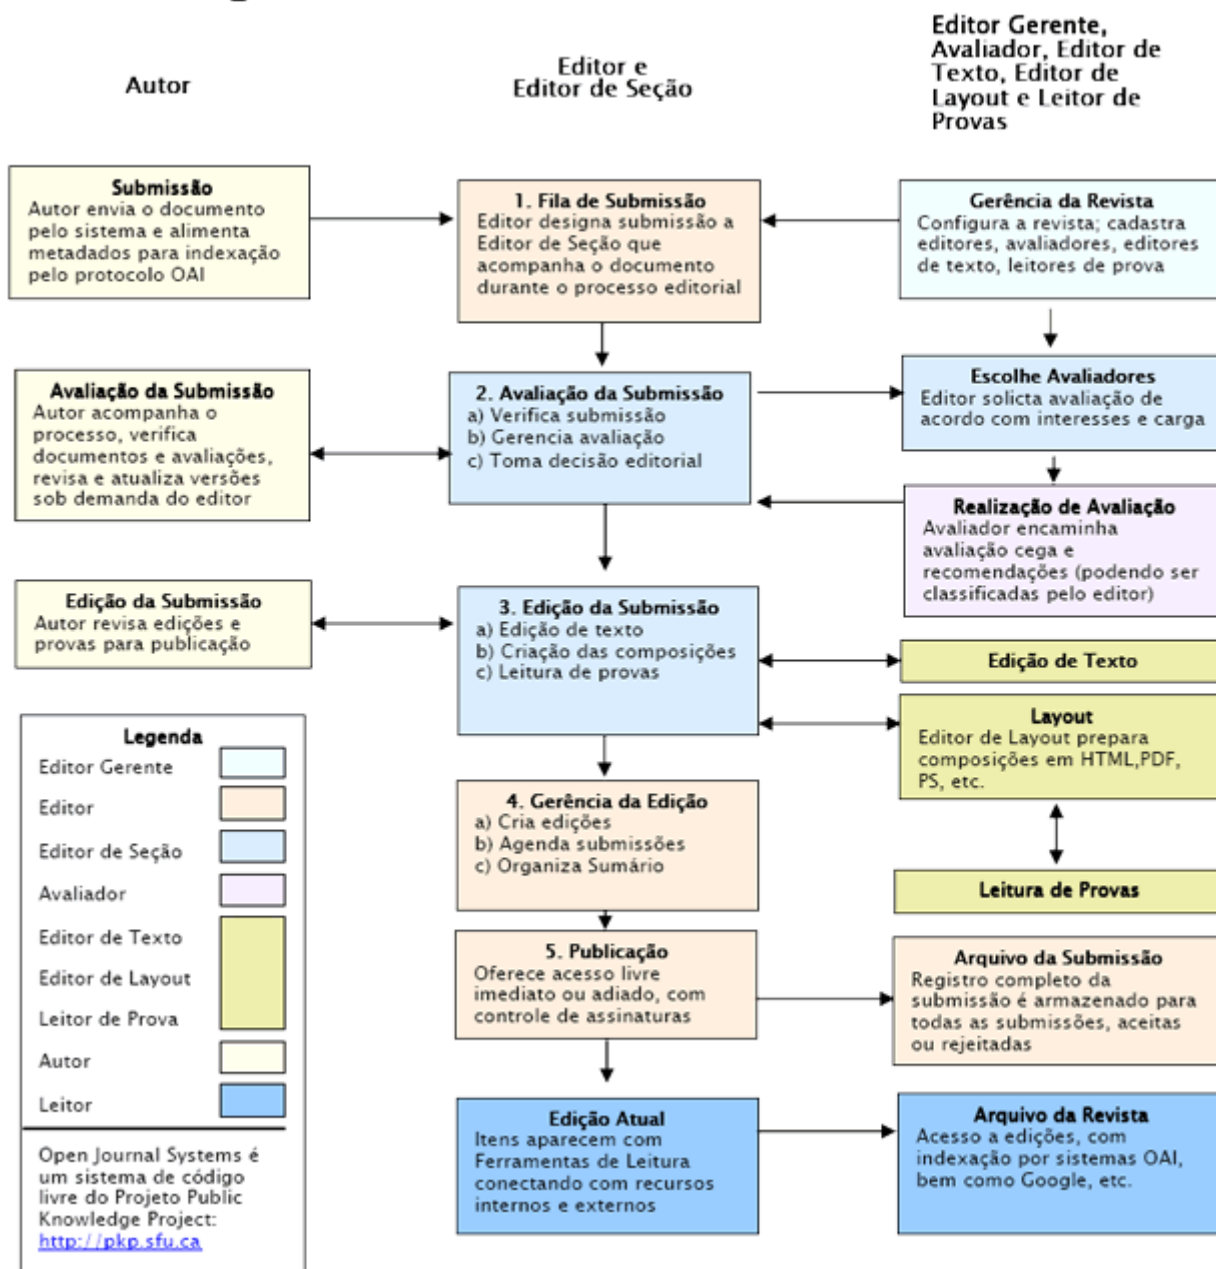 Autor
Editor e
Editor de Seção
Editor Gerente,
Avaliador, Editor de
Texto, Editor de
Layout e Leitor de
Provas
Submissão
Autor envia o documento
pelo sistema e alimenta
metadados para indexação
pelo protocolo OAI
1. Fila de Submissão
Editor designa submissão a
Editor de Seção que
acompanha o documento
durante o processo editorial
Gerência da Revista
Configura a revista; cadastra
editores, avaliadores, editores
de texto, leitores de prova
Avaliação da Submissão
Autor acompanha o
processo, verifica
documentos e avaliações,
revisa e atualiza versões
sob demanda do editor
2. Avaliação da Submissão
a) Verifica submissão
b) Gerencia avaliação
c) Toma decisão editorial
Escolhe Avaliadores
Editor solicta avaliação de
acordo com interesses e carga
Realização de Avaliação
Avaliador encaminha
avaliação cega e
recomendações (podendo ser
classificadas pelo editor)
Edição da Submissão
Autor revisa edições e
provas para publicação
3. Edição da Submissão
a) Edição de texto
b) Criação das composições
c) Leitura de provas
Edição de Texto
Layout
Editor de Layout prepara
composições em HTML,PDF,
PS, etc.
Leitura de Provas
4. Gerência da Edição
a) Cria edições
b) Agenda submissões
c) Organiza Sumário
5. Publicação
Oferece acesso livre
imediato ou adiado, com
controle de assinaturas
Arquivo da Submissão
Registro completo da
submissão é armazenado para
todas as submissões, aceitas
ou rejeitadas
Edição Atual
Itens aparecem com
Ferramentas de Leitura
conectando com recursos
internos e externos
Arquivo da Revista
Acesso a edições, com
indexação por sistemas OAI,
bem como Google, etc.
Legenda
Editor Gerente
Editor
Editor de Seção
Avaliador
Editor de Texto
Editor de Layout
Leitor de Prova
Autor
Leitor
Open Journal Systems é
um sistema de código
livre do Projeto Public
Knowledge Project:
http://pkp.sfu.ca